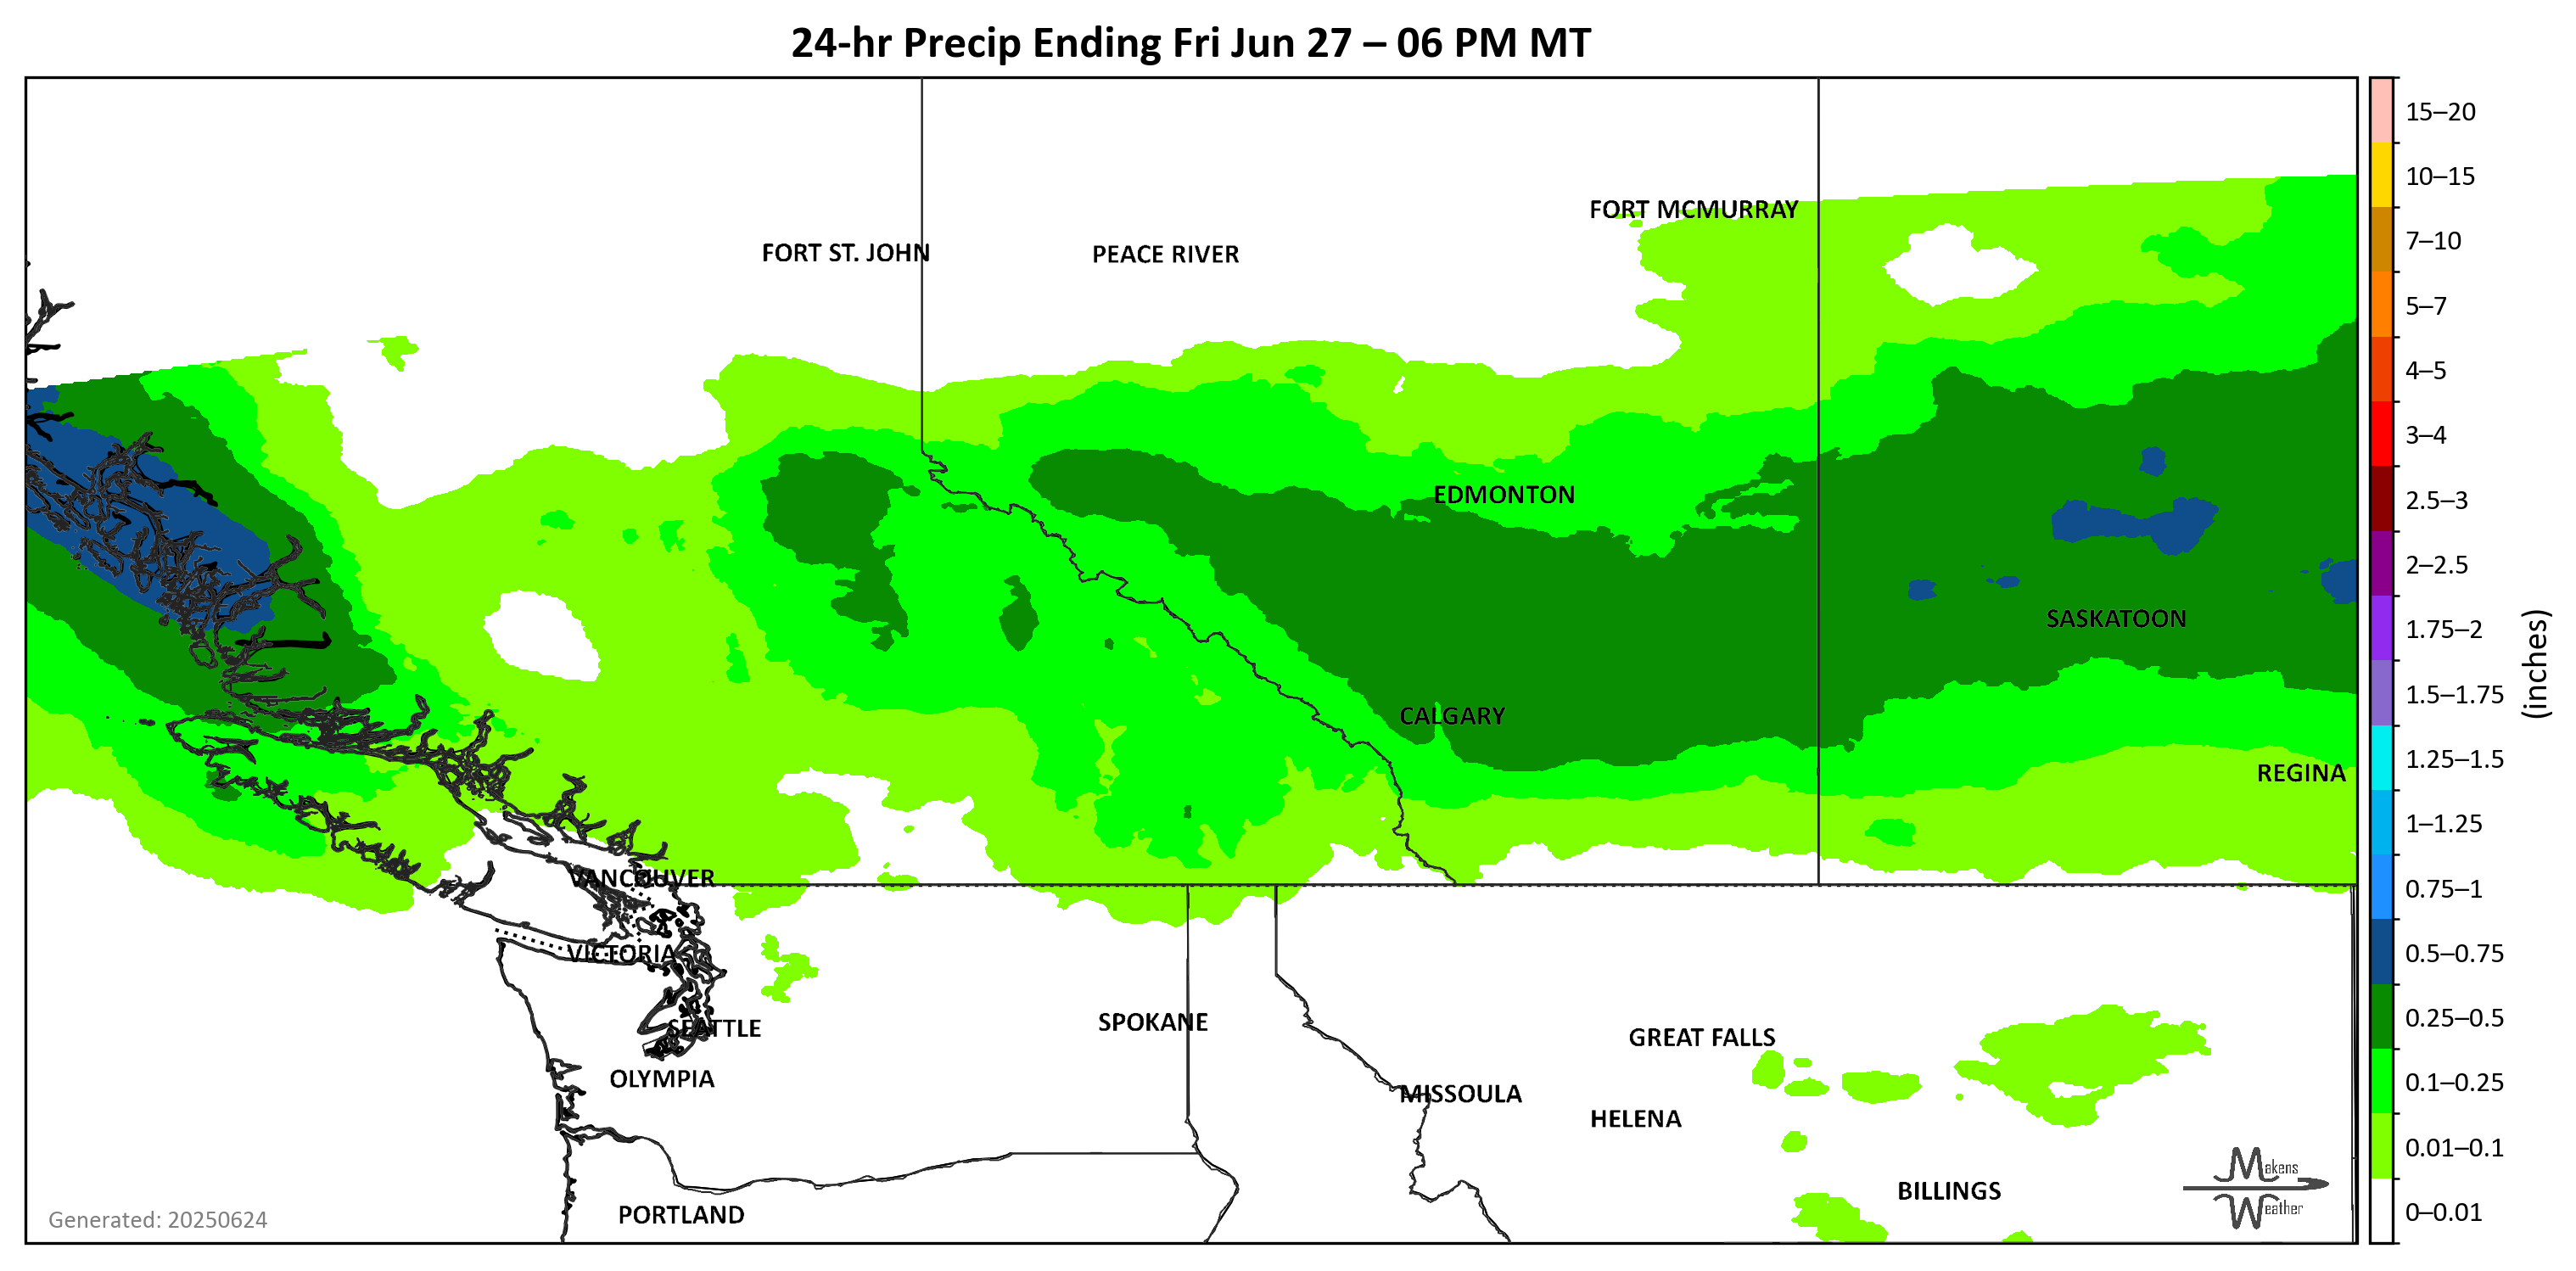 24-hr Precip Ending Fri Jun 27 – 06 PM MT
15–20
10–15
7–10
5–7
4–5
3–4
2.5–3
2–2.5
1.75–2
1.5–1.75
1.25–1.5
1–1.25
0.75–1
0.5–0.75
0.25–0.5
0.1–0.25
0.01–0.1
0–0.01
(inches)
FORT MCMURRAY
FORT ST. JOHN
PEACE RIVER
EDMONTON
SASKATOON
CALGARY
REGINA
VANCOUVER
VICTORIA
SEATTLE
SPOKANE
GREAT FALLS
OLYMPIA
MISSOULA
HELENA
BILLINGS
PORTLAND
Makens
Weather
Generated: 20250624